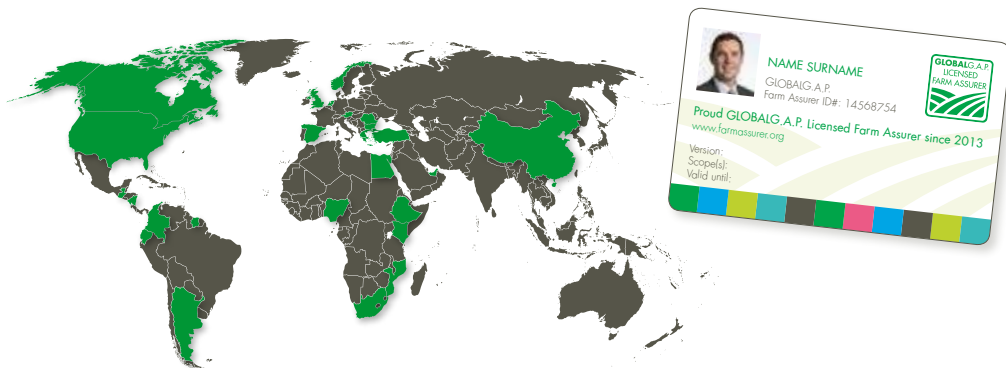 GLOBALG.A.P.
LICENSED
FARM ASSURER
NAME SURNAME
GLOBALG.A.P.
Farm Assurer ID#: 14568754
Proud GLOBALG.A.P. Licensed Farm Assurer since 2013
www.farmassurer.org
Version:
Scope(s):
Valid until: